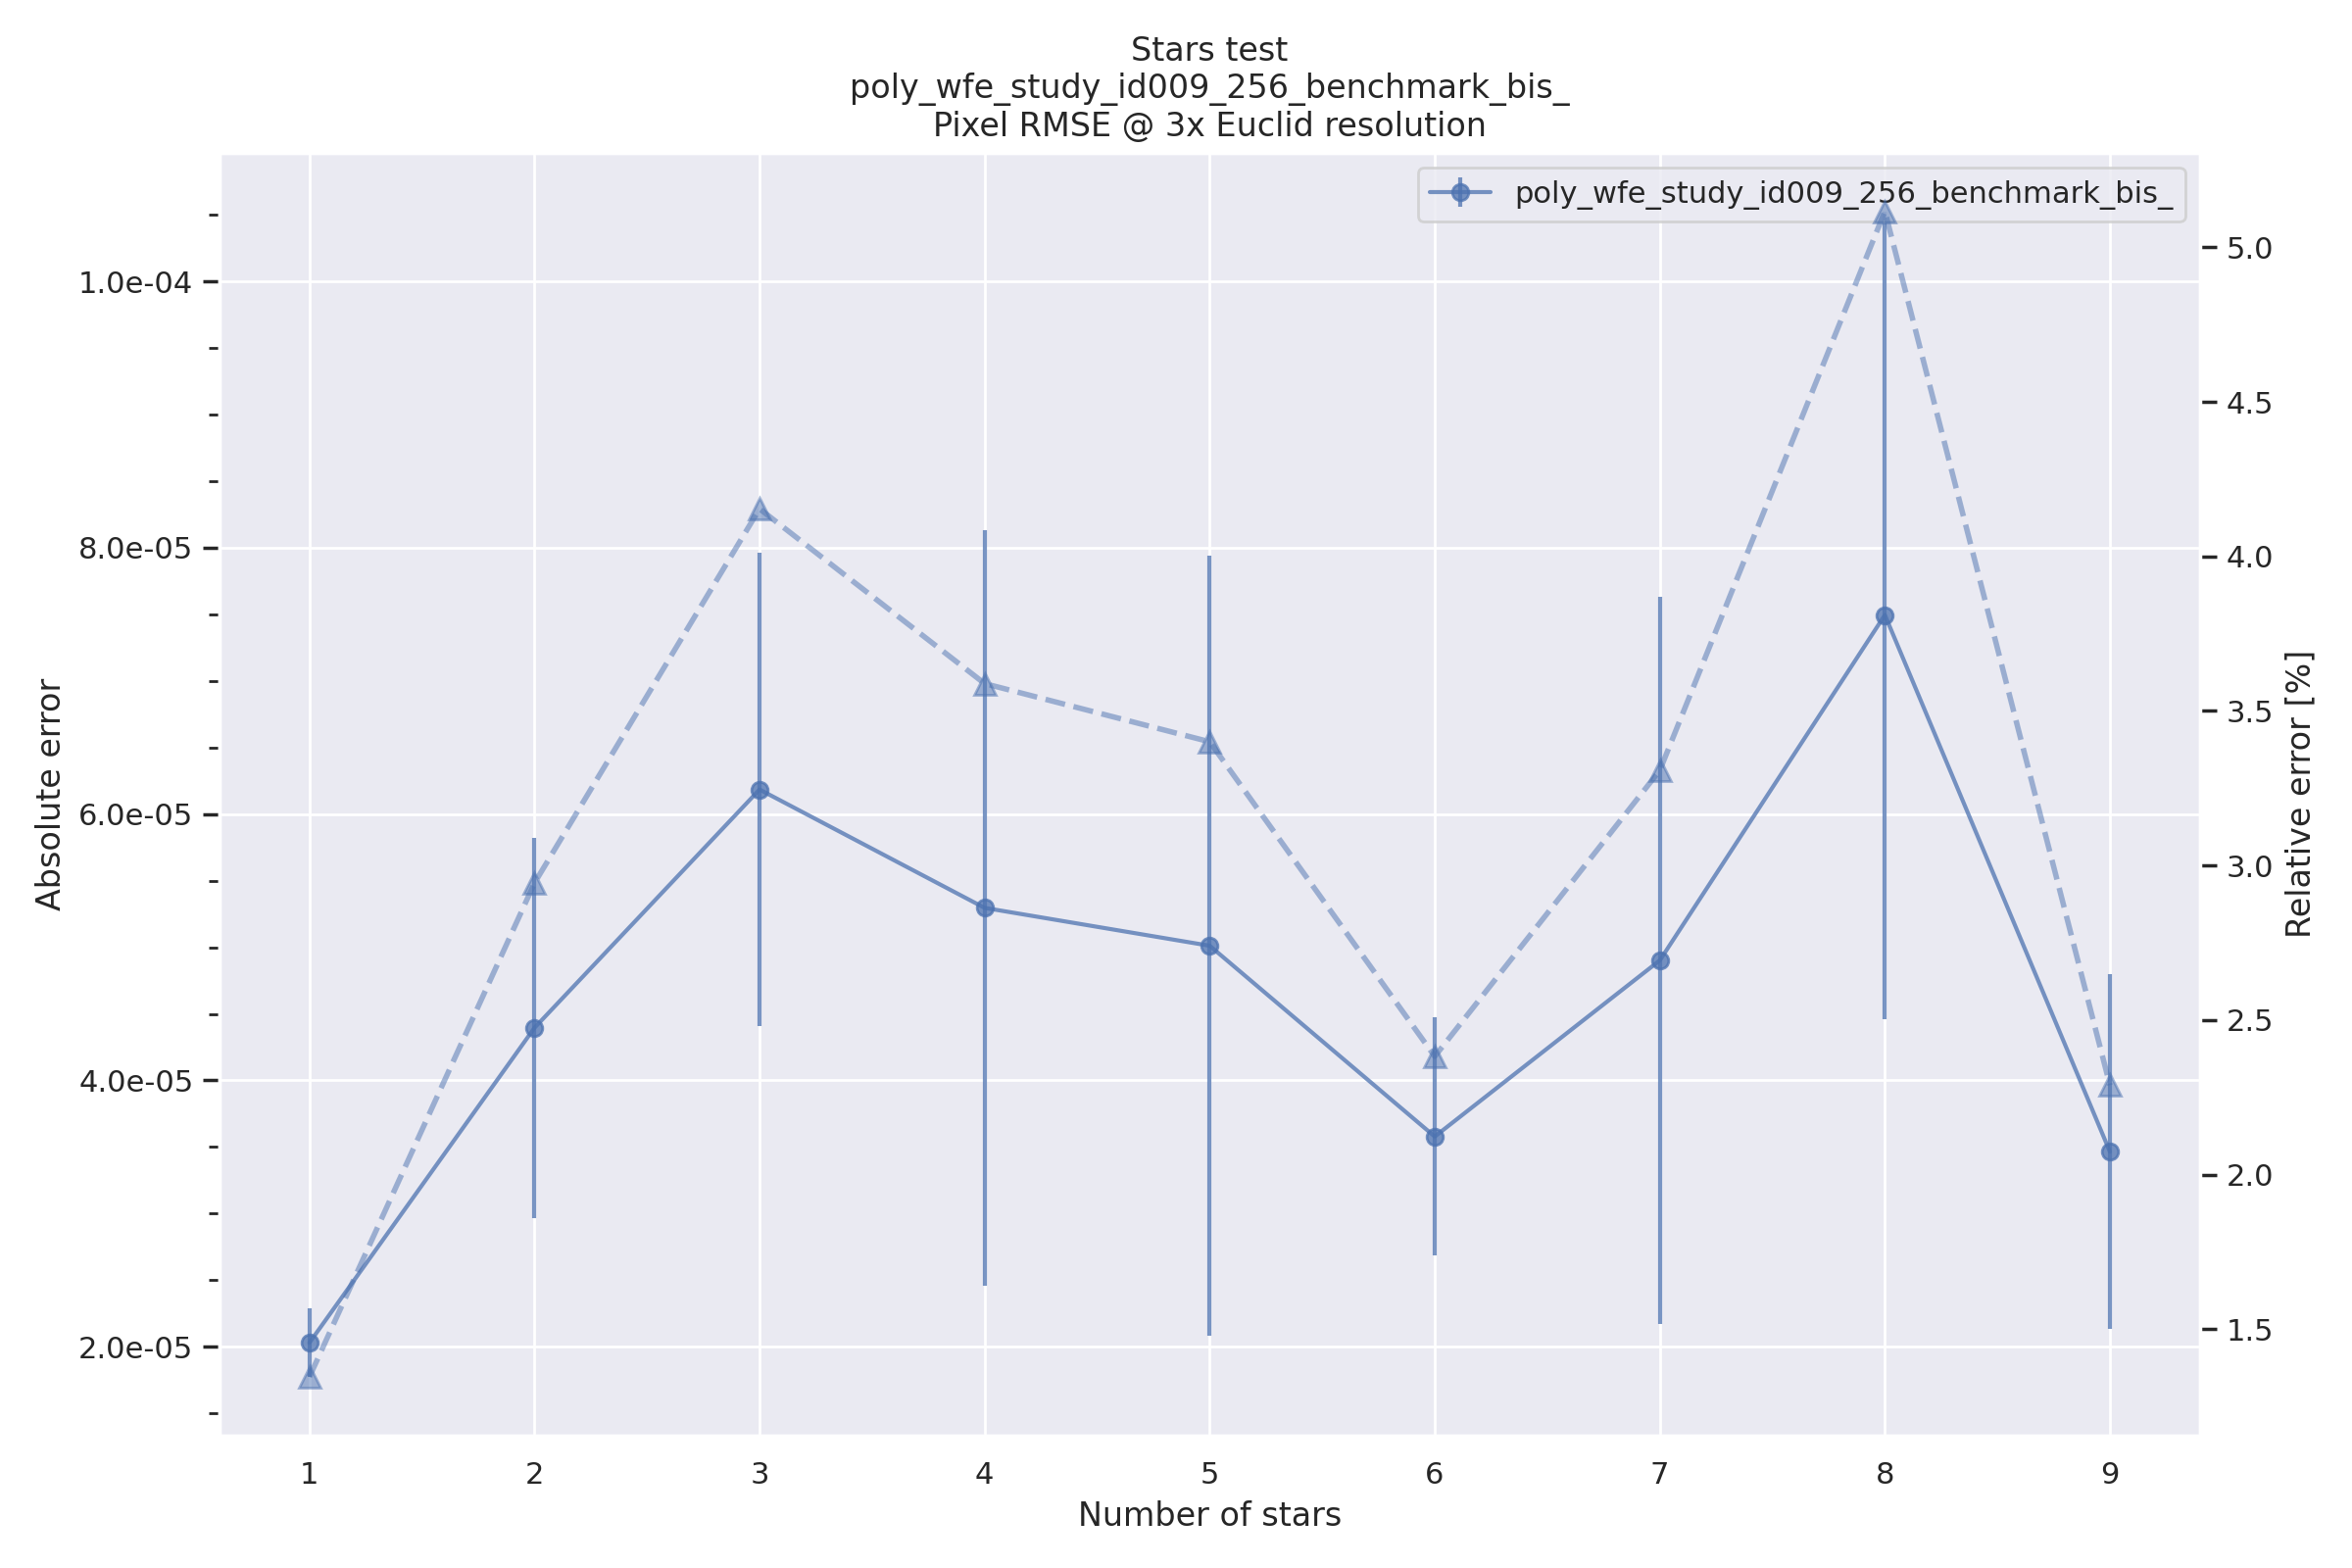 Stars test
poly_wfe_study_id009_256_benchmark_bis_
Pixel RMSE @ 3x Euclid resolution
poly_wfe_study_id009_256_benchmark_bis_
Absolute error
1.0e-04
8.0e-05
6.0e-05
4.0e-05
2.0e-05
Relative error [%]
5.0
4.5
4.0
3.5
3.0
2.5
2.0
1.5
1 2 3 4 5 6 7 8 9
Number of stars